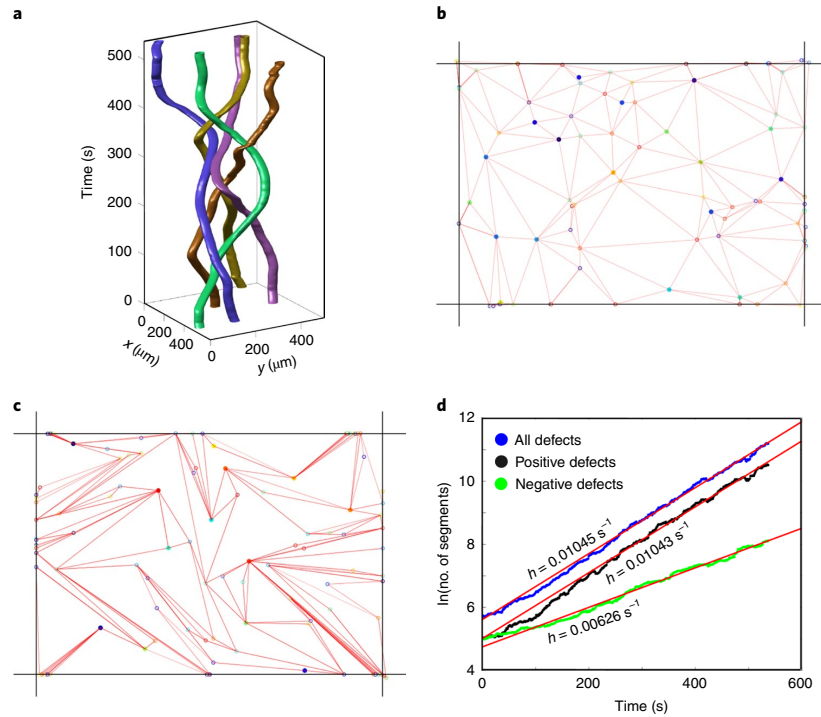 a
500
400
300
200
100
0
Time (s)
0
200
400
x (μm)
0
200
400
y (μm)
b
c
d
12
10
8
6
4
ln(no. of segments)
All defects
Positive defects
Negative defects
h = 0.01045 s⁻¹
h = 0.01043 s⁻¹
h = 0.00626 s⁻¹
0
200
400
600
Time (s)